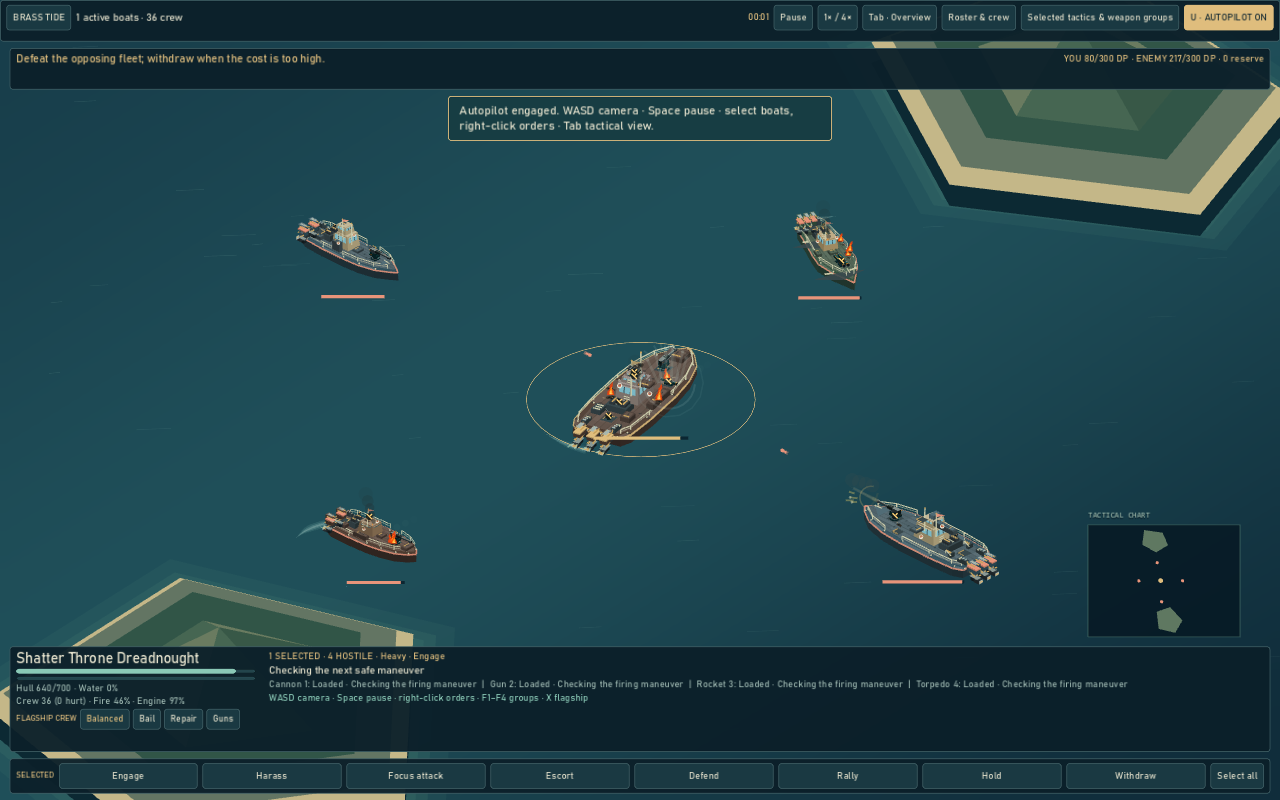 BRASS TIDE 1 active boats · 36 crew 00:01 Pause 1× / 4× Tab · Overview Roster & crew Selected tactics & weapon groups U · AUTOPILOT ON
Defeat the opposing fleet; withdraw when the cost is too high. YOU 80/300 DP · ENEMY 217/300 DP · 0 reserve
Autopilot engaged. WASD camera · Space pause · select boats,
right-click orders · Tab tactical view.
TACTICAL CHART
Shatter Throne Dreadnought
Hull 640/700 · Water 0%
Crew 36 (0 hurt) · Fire 46% · Engine 97%
FLAGSHIP CREW Balanced Bail Repair Guns
1 SELECTED · 4 HOSTILE · Heavy · Engage
Checking the next safe maneuver
Cannon 1: Loaded · Checking the firing maneuver | Gun 2: Loaded · Checking the firing maneuver | Rocket 3: Loaded · Checking the firing maneuver | Torpedo 4: Loaded · Checking the firing maneuver
WASD camera · Space pause · right-click orders · F1-F4 groups · X flagship
SELECTED Engage Harass Focus attack Escort Defend Rally Hold Withdraw Select all